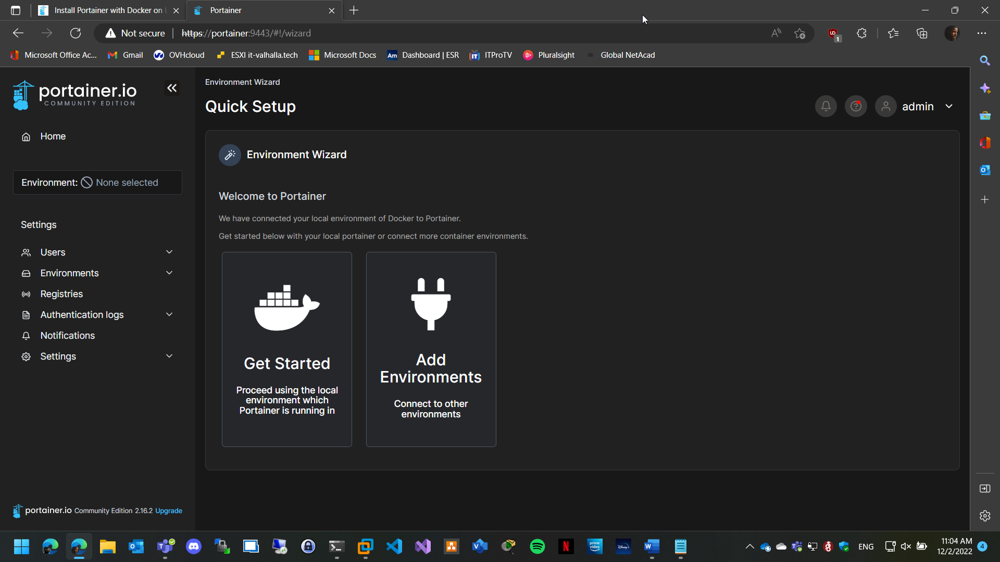 Install Portainer with Docker on
Portainer
Not secure
https://portainer:9443/#!/wizard
1
Microsoft Office Ac...
Gmail
OVHcloud
ESXI it-valhalla.tech
Microsoft Docs
Am
Dashboard | ESR
ITProTV
Pluralsight
Global NetAcad
portainer.io
COMMUNITY EDITION
Environment Wizard
Quick Setup
admin
Home
Environment: None selected
Settings
Users
Environments
Registries
Authentication logs
Notifications
Settings
Environment Wizard
Welcome to Portainer
We have connected your local environment of Docker to Portainer.
Get started below with your local portainer or connect more container environments.
Get Started
Proceed using the local
environment which
Portainer is running in
Add
Environments
Connect to other
environments
portainer.io Community Edition 2.16.2 Upgrade
prime
video
Disney+
ENG
11:04 AM
12/2/2022
4